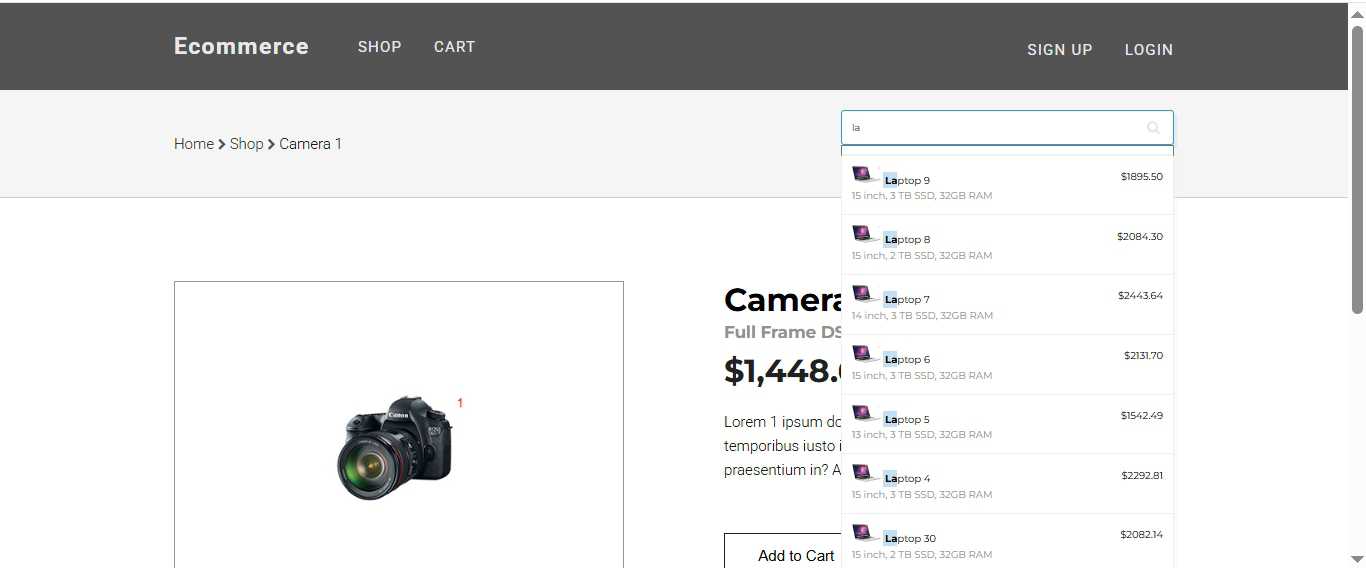 Ecommerce SHOP CART SIGN UP LOGIN
Home Shop Camera 1
la
Laptop 9 $1895.50
15 inch, 3 TB SSD, 32GB RAM
Laptop 8 $2084.30
15 inch, 2 TB SSD, 32GB RAM
Laptop 7 $2443.64
14 inch, 3 TB SSD, 32GB RAM
Laptop 6 $2131.70
15 inch, 3 TB SSD, 32GB RAM
Laptop 5 $1542.49
13 inch, 3 TB SSD, 32GB RAM
Laptop 4 $2292.81
15 inch, 3 TB SSD, 32GB RAM
Laptop 30 $2082.14
15 inch, 2 TB SSD, 32GB RAM
Camera
Full Frame DS
$1,448.
Lorem 1 ipsum do
temporibus iusto i
praesentium in? A
Add to Cart
1
Canon